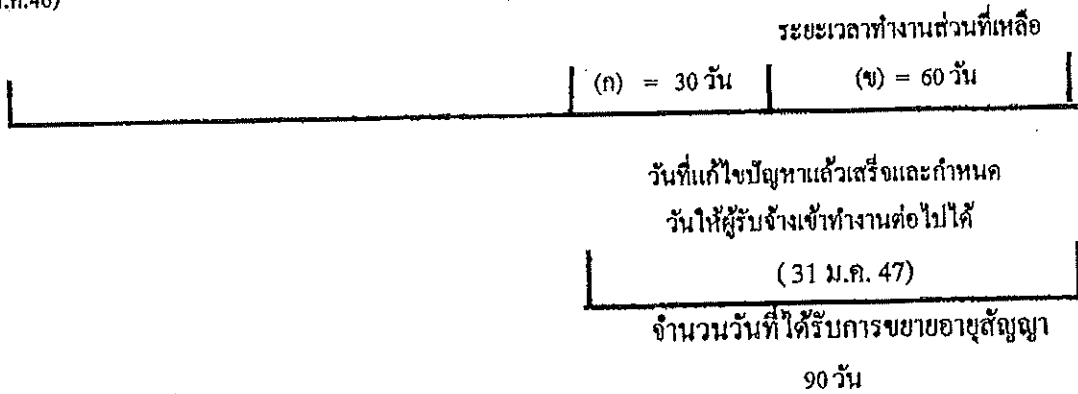 ระยะเวลาทำงานส่วนที่เหลือ
(ก) = 30 วัน (ข) = 60 วัน
วันที่แก้ไขปัญหาแล้วเสร็จและกำหนด
วันให้ผู้รับจ้างเข้าทำงานต่อไปได้
( 31 ม.ค. 47)
จำนวนวันที่ได้รับการขยายอายุสัญญา
90 วัน